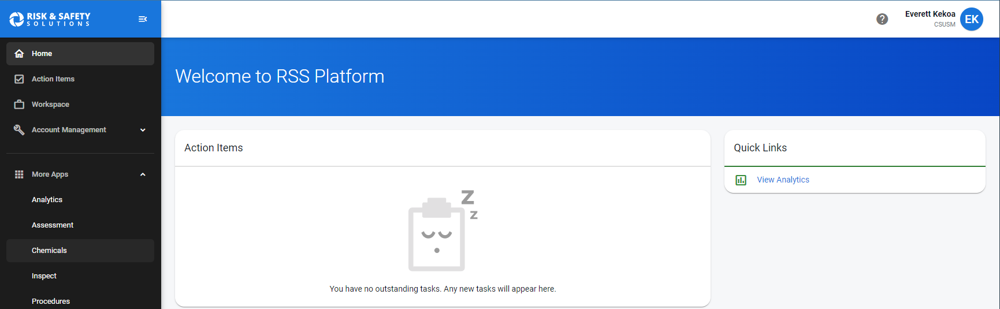 RISK & SAFETY
SOLUTIONS
Home
Action Items
Workspace
Account Management
More Apps
Analytics
Assessment
Chemicals
Inspect
Procedures
?
Everett Kekoa
CSUSM
EK
Welcome to RSS Platform
Action Items
Z
Z
You have no outstanding tasks. Any new tasks will appear here.
Quick Links
View Analytics